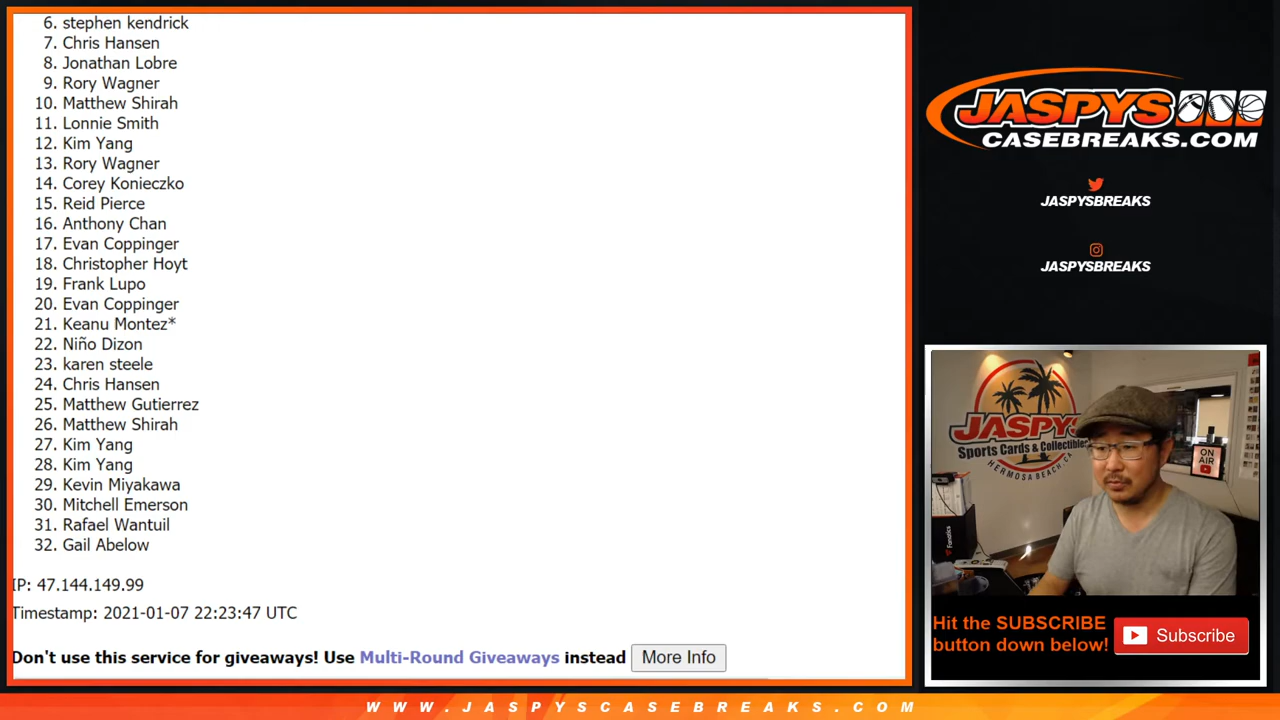 6. stephen kendrick
7. Chris Hansen
8. Jonathan Lobre
9. Rory Wagner
10. Matthew Shirah
11. Lonnie Smith
12. Kim Yang
13. Rory Wagner
14. Corey Konieczko
15. Reid Pierce
16. Anthony Chan
17. Evan Coppinger
18. Christopher Hoyt
19. Frank Lupo
20. Evan Coppinger
21. Keanu Montez*
22. Niño Dizon
23. karen steele
24. Chris Hansen
25. Matthew Gutierrez
26. Matthew Shirah
27. Kim Yang
28. Kim Yang
29. Kevin Miyakawa
30. Mitchell Emerson
31. Rafael Wantuil
32. Gail Abelow
IP: 47.144.149.99
Timestamp: 2021-01-07 22:23:47 UTC
Don't use this service for giveaways! Use Multi-Round Giveaways instead More Info
JASPYS
CASEBREAKS.COM
JASPYSBREAKS
JASPYSBREAKS
JASPYS
Sports Cards & Collectibles
HERMOSA BEACH, CA
ON
AIR
Fanatics
Hit the SUBSCRIBE
button down below!
Subscribe
WWW.JASPYSCASEBREAKS.COM